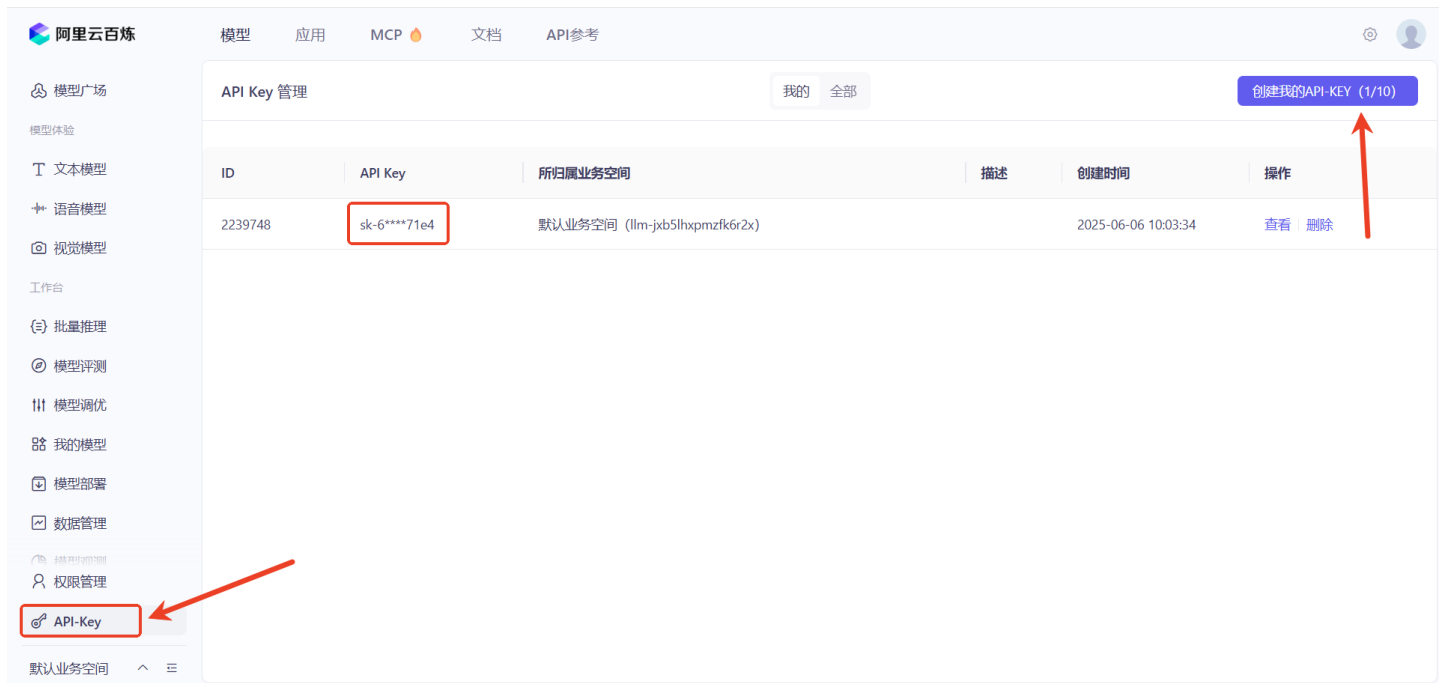 阿里云百炼
模型 应用 MCP 文档 API参考
模型广场
模型体验
文本模型
语音模型
视觉模型
工作台
批量推理
模型评测
模型调优
我的模型
模型部署
数据管理
模型观测
权限管理
API-Key
默认业务空间
API Key 管理
我的 全部
创建我的API-KEY（1/10）
ID API Key 所归属业务空间 描述 创建时间 操作
2239748 sk-6****71e4 默认业务空间（llm-jxb5lhxpmzfk6r2x） 2025-06-06 10:03:34 查看 删除